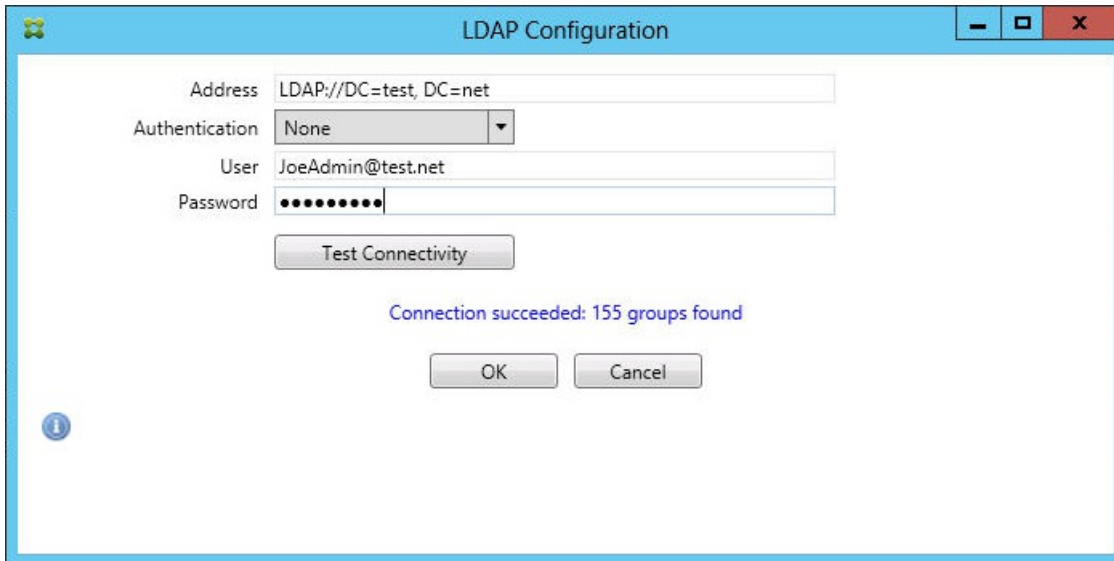 LDAP Configuration
Address LDAP://DC=test, DC=net
Authentication None
User JoeAdmin@test.net
Password •••••••••
Test Connectivity
Connection succeeded: 155 groups found
OK Cancel